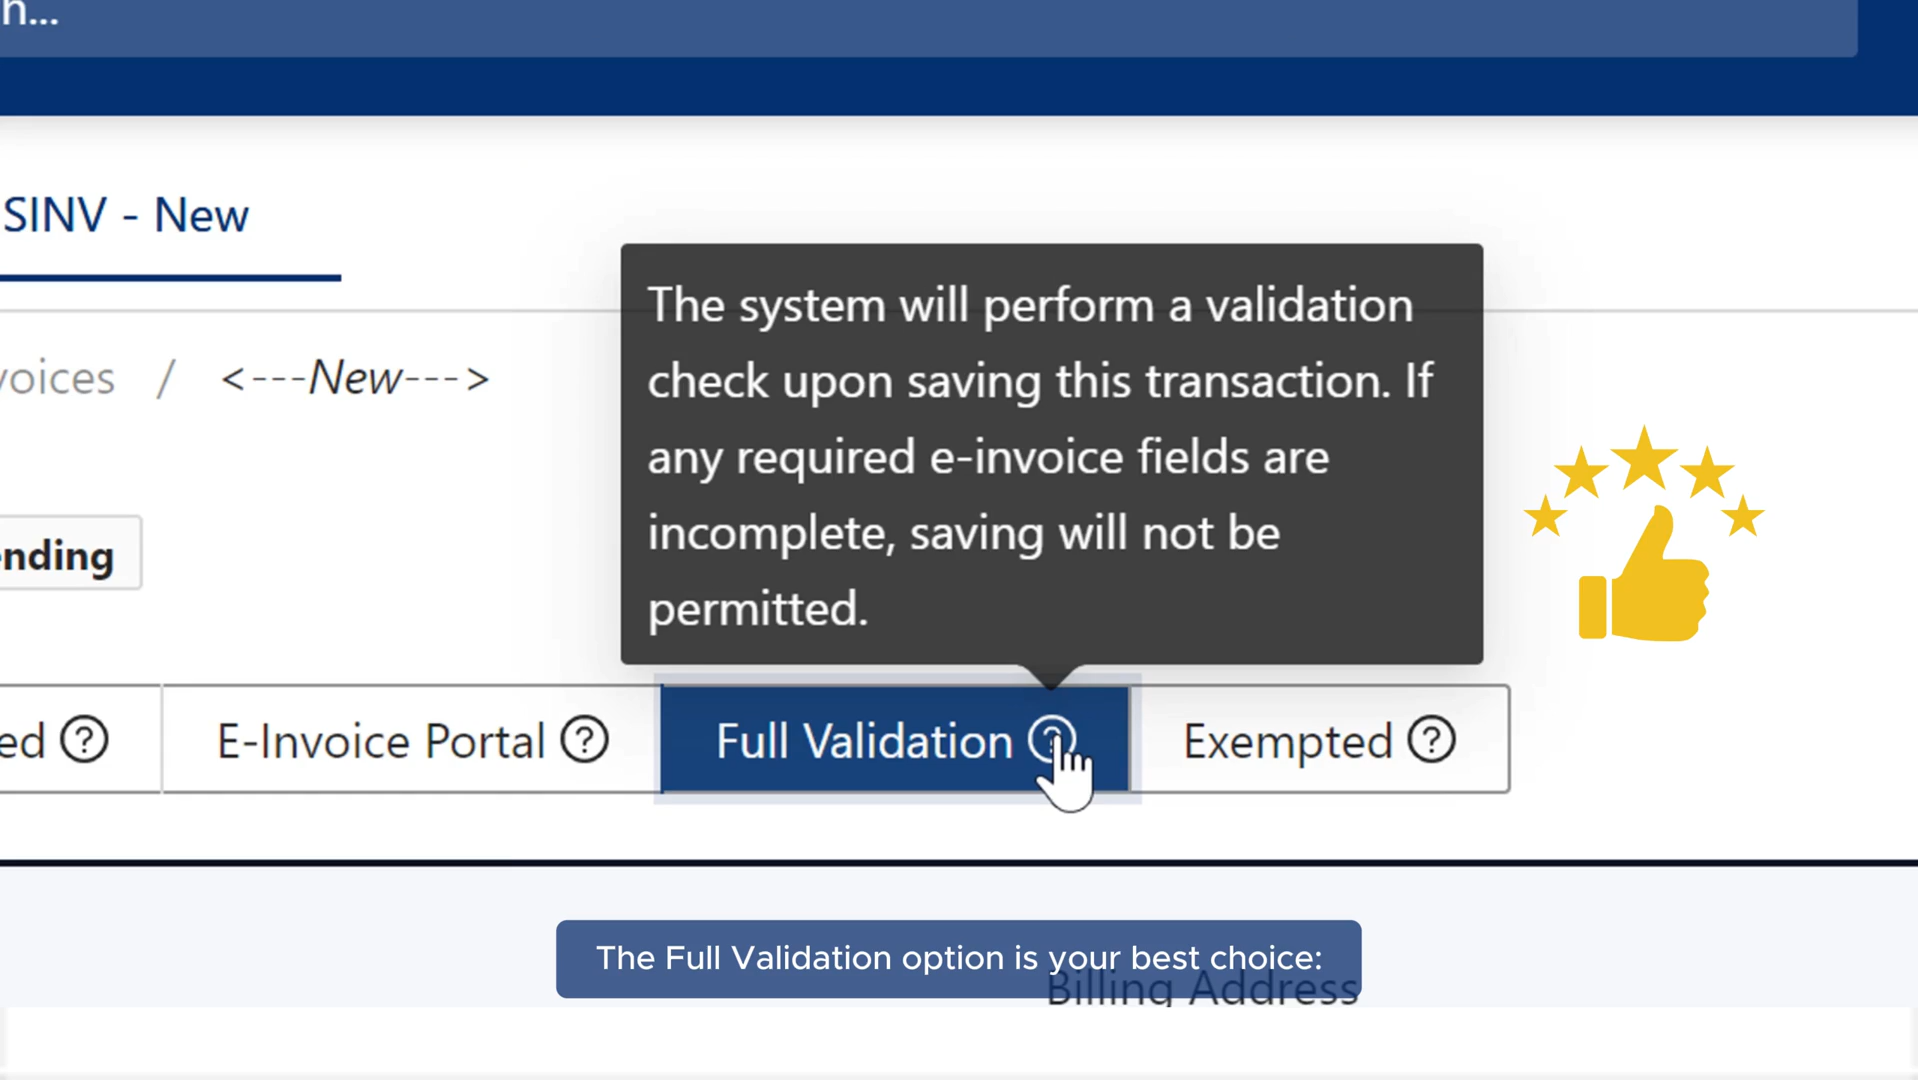 h...
SINV - New
The system will perform a validation
check upon saving this transaction. If
any required e-invoice fields are
incomplete, saving will not be
permitted.
voices / <---New--->
ending
ed ?
E-Invoice Portal ?
Full Validation ?
Exempted ?
The Full Validation option is your best choice:
Billing Address